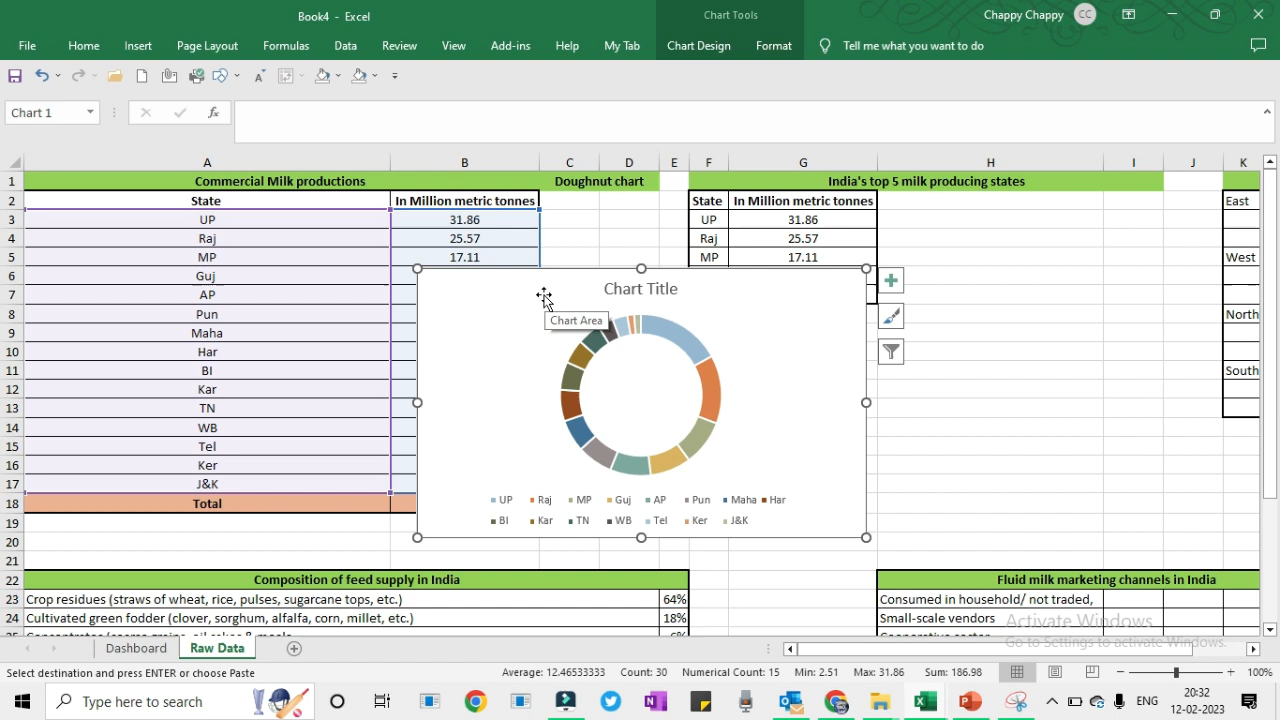 Book4 - Excel
Chart Tools
Chappy Chappy CC
File Home Insert Page Layout Formulas Data Review View Add-ins Help My Tab Chart Design Format Tell me what you want to do
Chart 1
fx
A B C D E F G H I J K
1 Commercial Milk productions Doughnut chart India's top 5 milk producing states
2 State In Million metric tonnes State In Million metric tonnes East
3 UP 31.86 UP 31.86
4 Raj 25.57 Raj 25.57
5 MP 17.11 MP 17.11 West
6 Guj
7 AP
8 Pun North
9 Maha
10 Har
11 BI South
12 Kar
13 TN
14 WB
15 Tel
16 Ker
17 J&K
18 Total
19
20
21
Chart Title
Chart Area
UP Raj MP Guj AP Pun Maha Har
BI Kar TN WB Tel Ker J&K
22 Composition of feed supply in India Fluid milk marketing channels in India
23 Crop residues (straws of wheat, rice, pulses, sugarcane tops, etc.) 64% Consumed in household/ not traded,
24 Cultivated green fodder (clover, sorghum, alfalfa, corn, millet, etc.) 18% Small-scale vendors
Activate Windows
Go to Settings to activate Windows.
Dashboard Raw Data
Select destination and press ENTER or choose Paste Average: 12.46533333 Count: 30 Numerical Count: 15 Min: 2.51 Max: 31.86 Sum: 186.98 100%
Type here to search
ENG
20:32
12-02-2023